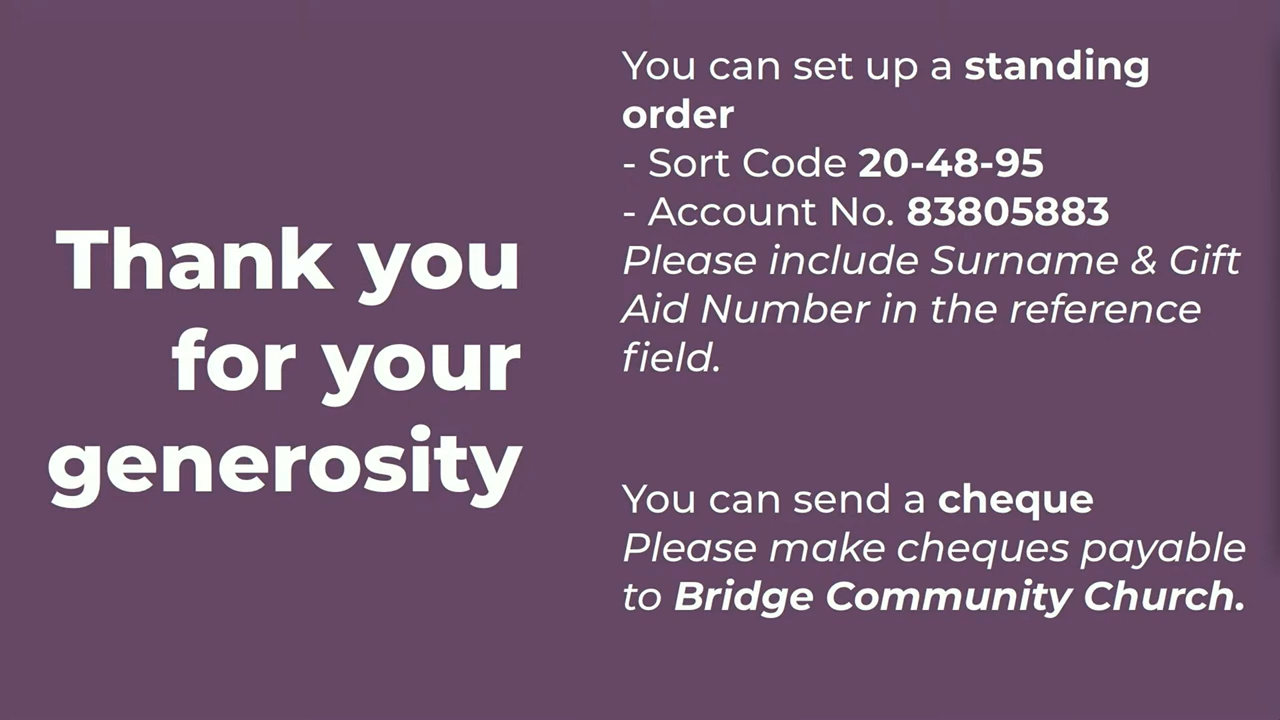 Thank you
for your
generosity
You can set up a standing
order
- Sort Code 20-48-95
- Account No. 83805883
Please include Surname & Gift
Aid Number in the reference
field.
You can send a cheque
Please make cheques payable
to Bridge Community Church.